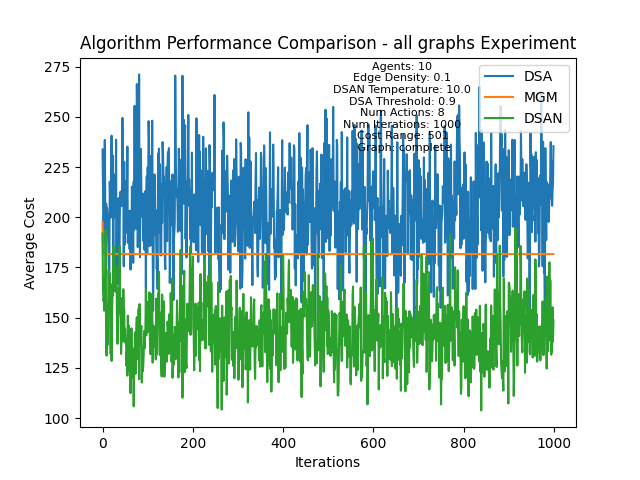 Algorithm Performance Comparison - all graphs Experiment
Agents: 10
Edge Density: 0.1
DSAN Temperature: 10.0
DSA Threshold: 0.9
Num Actions: 8
Num Iterations: 1000
Cost Range: 501
Graph: complete
DSA
MGM
DSAN
Average Cost
275
250
225
200
175
150
125
100
0
200
400
600
800
1000
Iterations